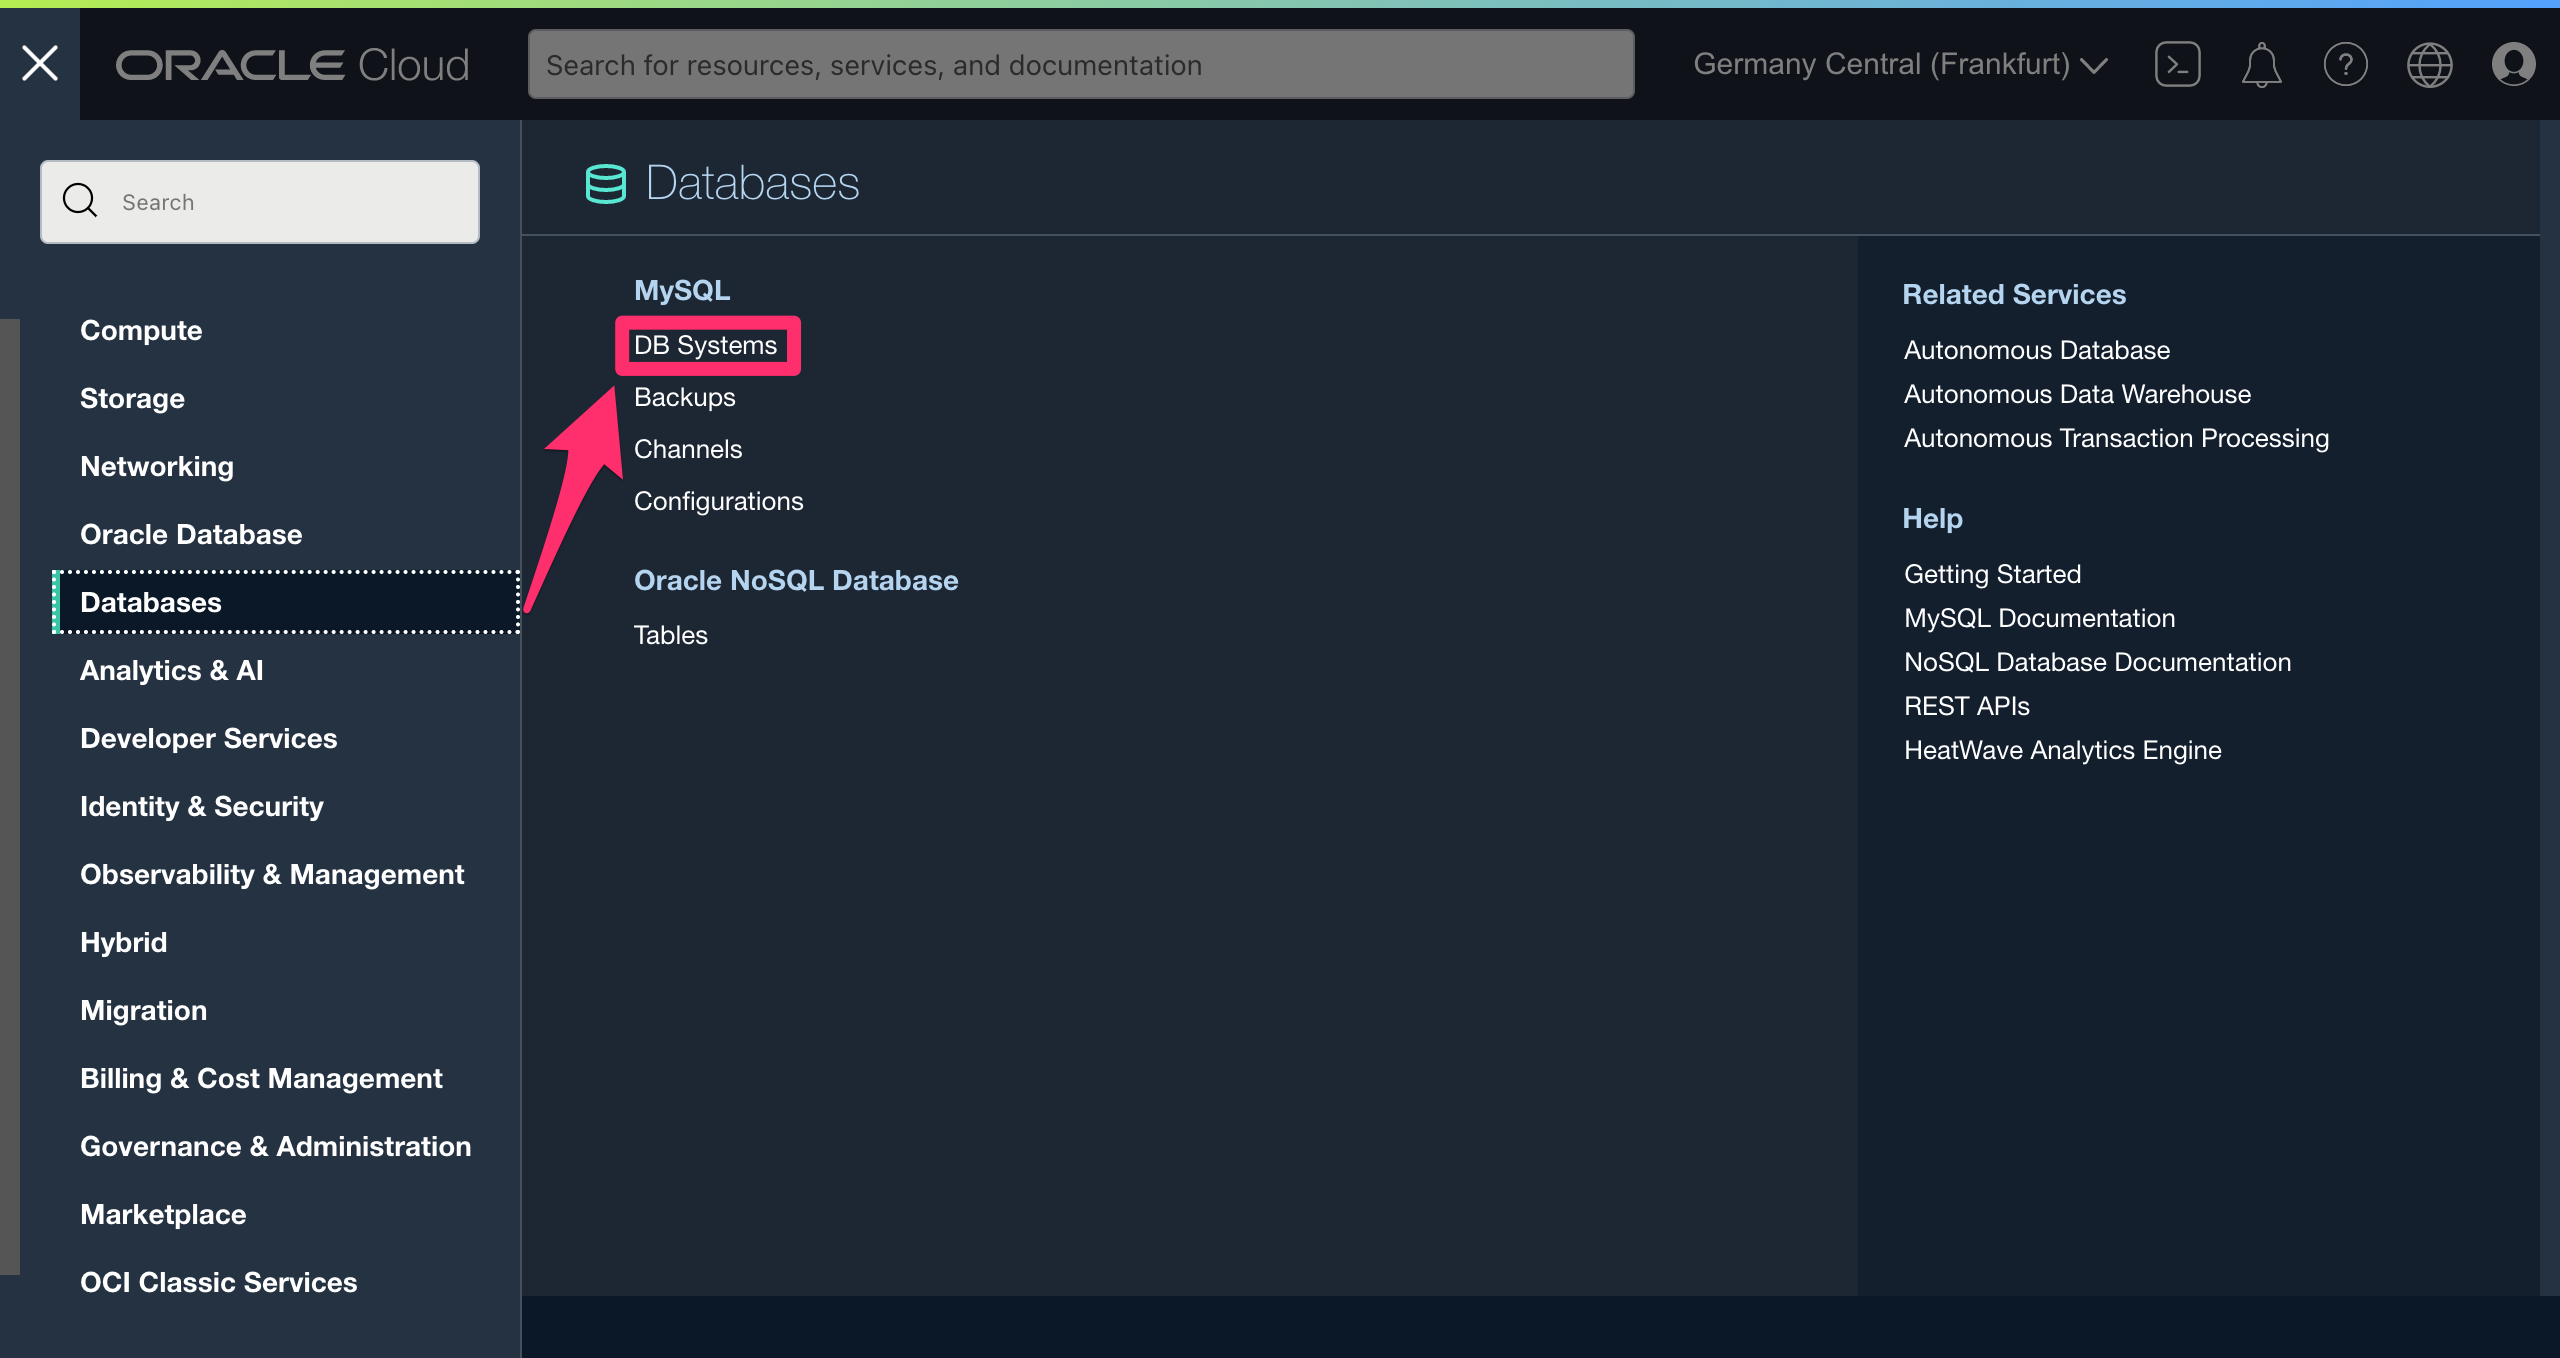 ORACLE Cloud
Search for resources, services, and documentation
Germany Central (Frankfurt)
Search
Compute
Storage
Networking
Oracle Database
Databases
Analytics & AI
Developer Services
Identity & Security
Observability & Management
Hybrid
Migration
Billing & Cost Management
Governance & Administration
Marketplace
OCI Classic Services
Databases
MySQL
DB Systems
Backups
Channels
Configurations
Oracle NoSQL Database
Tables
Related Services
Autonomous Database
Autonomous Data Warehouse
Autonomous Transaction Processing
Help
Getting Started
MySQL Documentation
NoSQL Database Documentation
REST APIs
HeatWave Analytics Engine